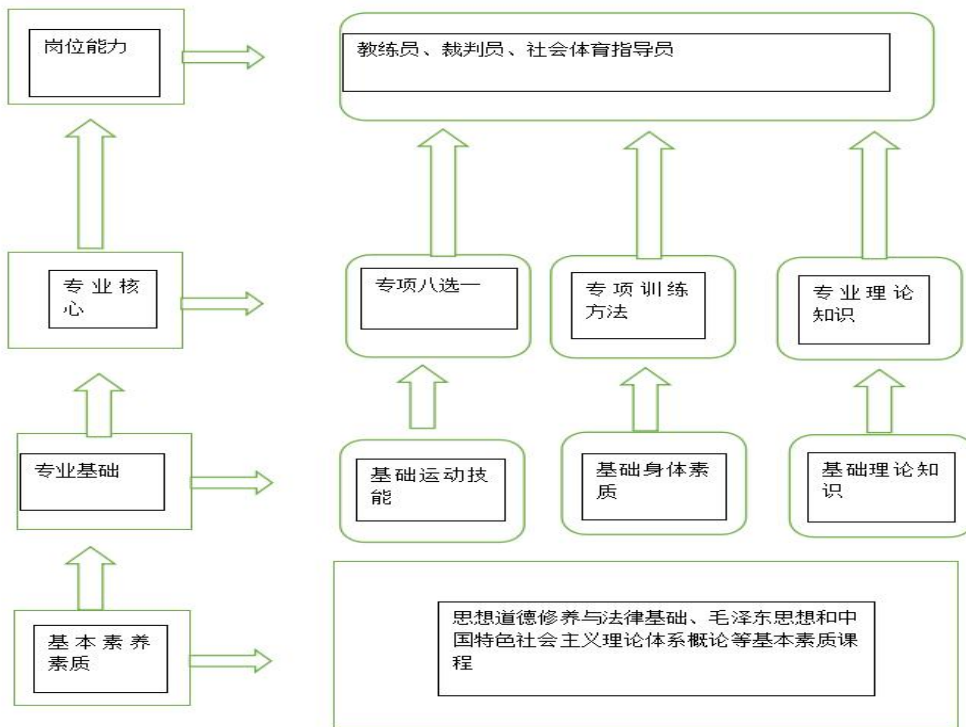 岗位能力
教练员、裁判员、社会体育指导员
专业核
心
专项八选一
专项训练
方法
专业理论
知识
专业基础
基础运动技
能
基础身体素
质
基础理论知
识
基本素养
素质
思想道德修养与法律基础、毛泽东思想和中
国特色社会主义理论体系概论等基本素质课
程